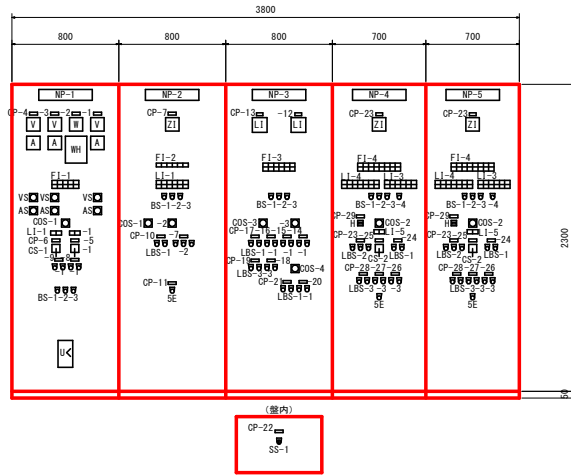 3800
800 800 800 700 700
NP-1 NP-2 NP-3 NP-4 NP-5
CP-4 -3 -2 -1 CP-7 CP-13 -12 CP-23 CP-23
V V W V ZI LI LI ZI ZI
A A WH A
FI-1 FI-2 FI-3 FI-4 FI-4
LI-1 LI-4 LI-3 LI-4 LI-3
VS VS VS BS-1-2-3 BS-1-2-3 BS-1-2-3-4 BS-1-2-3-4
AS AS AS
COS-1 COS-1 -2 COS-3 -3 CP-29 H COS-2 CP-29 H COS-2
LI-1 -1 CP-10 -7 CP-17-16-15-14 LI-5 LI-5
CP-6 -5 CP-23-25 -24 CP-23-25 -24
CS-1 -1 LBS-1 -2 LBS-1-1 -1 -1 LBS-2 CS-2 LBS-1 LBS-2 CS-2 LBS-1
-9 -8 CP-19 -18
-1 -1 LBS-3-3 COS-4
CP-11 CP-21 -20 CP-28-27-26 CP-28-27-26
BS-1-2-3 5E LBS-1-1 LBS-3-3-3 LBS-3-3-3
5E 5E
U<
2300
50
(盤内)
CP-22
SS-1